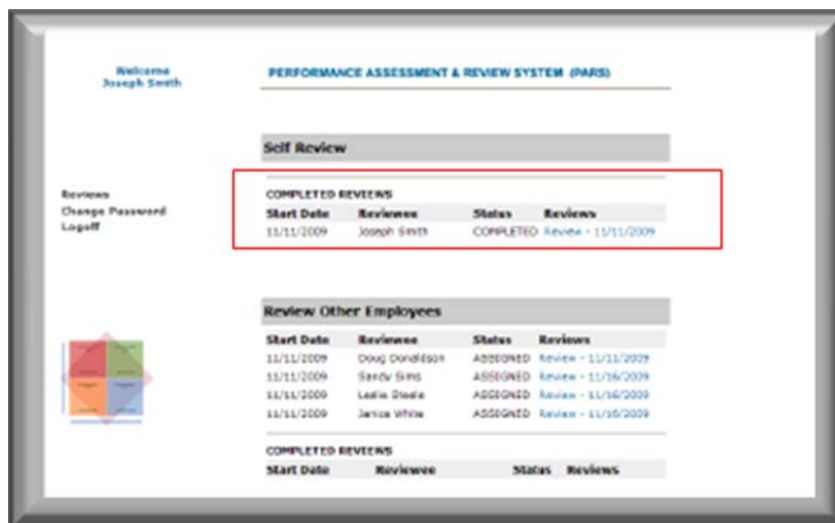 Welcome
Joseph Smith
PERFORMANCE ASSESSMENT & REVIEW SYSTEM (PARS)
Self Review
Reviews
Change Password
Logoff
COMPLETED REVIEWS
Start Date Reviewee Status Reviews
11/11/2009 Joseph Smith COMPLETED Review - 11/11/2009
Review Other Employees
Start Date Reviewee Status Reviews
11/11/2009 Doug Donaldson ASSIGNED Review - 11/11/2009
11/11/2009 Sandy Sims ASSIGNED Review - 11/16/2009
11/11/2009 Leslie Steele ASSIGNED Review - 11/16/2009
11/11/2009 Janice White ASSIGNED Review - 11/16/2009
COMPLETED REVIEWS
Start Date Reviewee Status Reviews